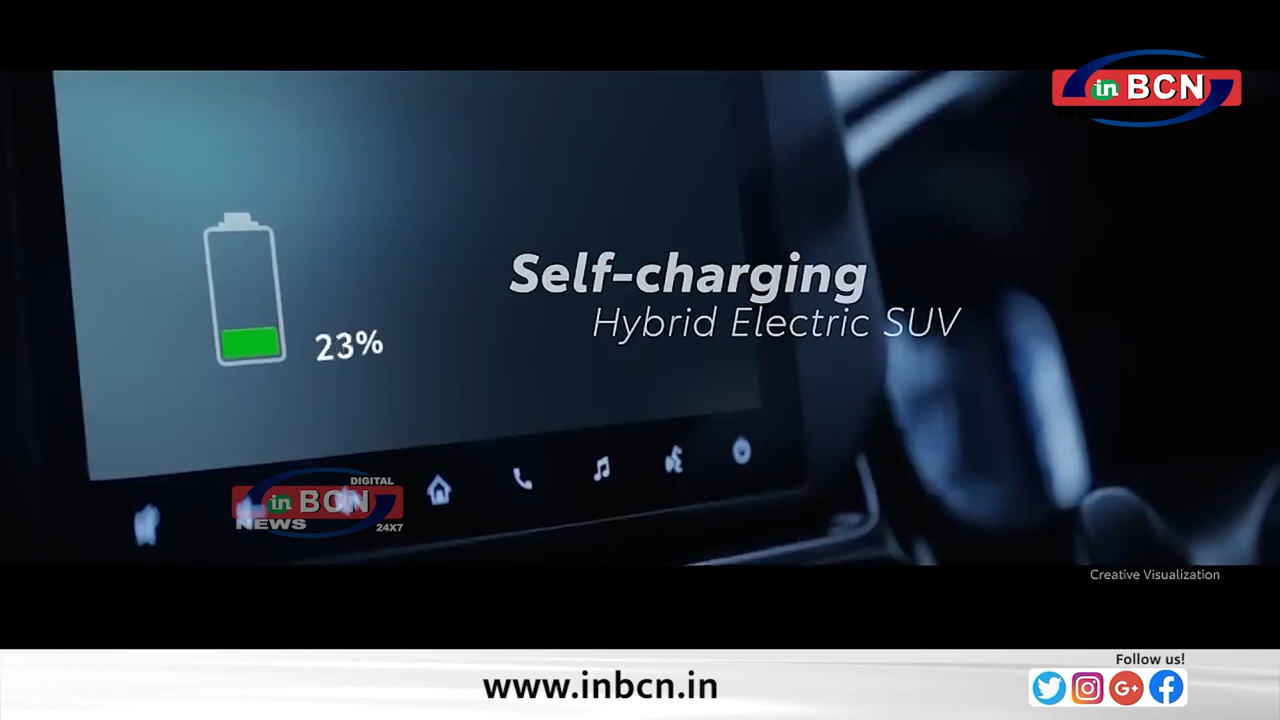 in BCN
Self-charging
Hybrid Electric SUV
23%
DIGITAL
in BCN
NEWS
24X7
Creative Visualization
Follow us!
www.inbcn.in
G+